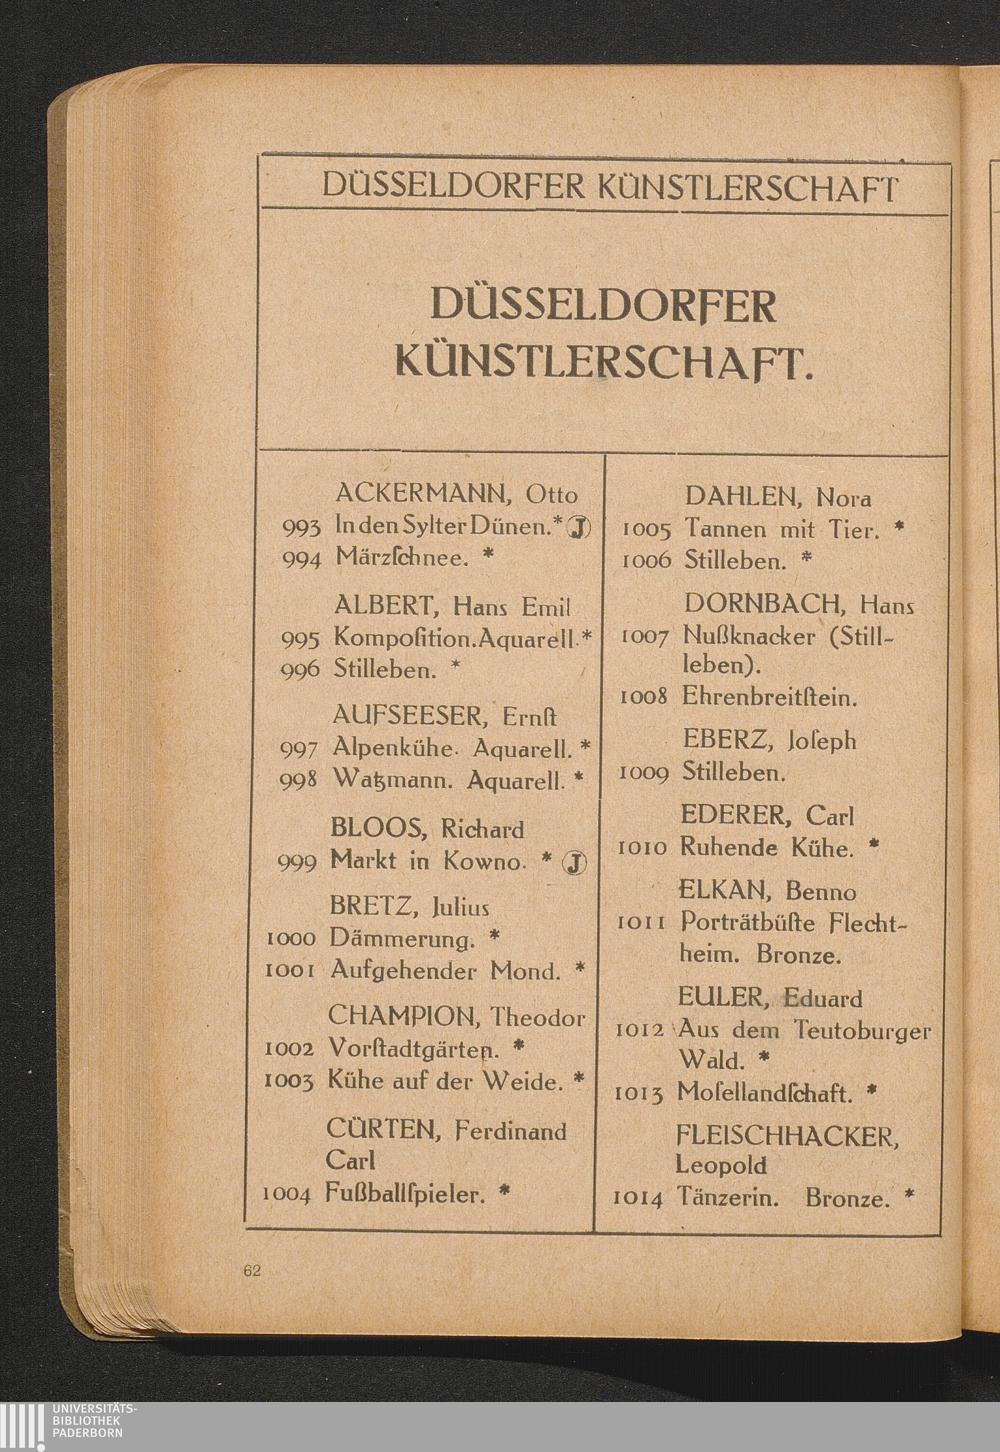 DÜSSELDORFER KÜNSTLERSCHAFT
DÜSSELDORFER
KÜNSTLERSCHAFT.
ACKERMANN, Otto
993 In den Sylter Dünen.* Ⓙ
994 Märzſchnee. *
ALBERT, Hans Emil
995 Kompoſition. Aquarell.*
996 Stilleben. *
AUFSEESER, Ernſt
997 Alpenkühe. Aquarell. *
998 Watzmann. Aquarell. *
BLOOS, Richard
999 Markt in Kowno. * Ⓙ
BRETZ, Julius
1000 Dämmerung. *
1001 Aufgehender Mond. *
CHAMPION, Theodor
1002 Vorſtadtgärten. *
1003 Kühe auf der Weide. *
CÜRTEN, Ferdinand
Carl
1004 Fußballſpieler. *
DAHLEN, Nora
1005 Tannen mit Tier. *
1006 Stilleben. *
DORNBACH, Hans
1007 Nußknacker (Still-
leben).
1008 Ehrenbreitſtein.
EBERZ, Joſeph
1009 Stilleben.
EDERER, Carl
1010 Ruhende Kühe. *
ELKAN, Benno
1011 Porträtbüſte Flecht-
heim. Bronze.
EULER, Eduard
1012 Aus dem Teutoburger
Wald. *
1013 Moſellandſchaft. *
FLEISCHHACKER,
Leopold
1014 Tänzerin. Bronze. *
62
UNIVERSITÄTS-
BIBLIOTHEK
PADERBORN